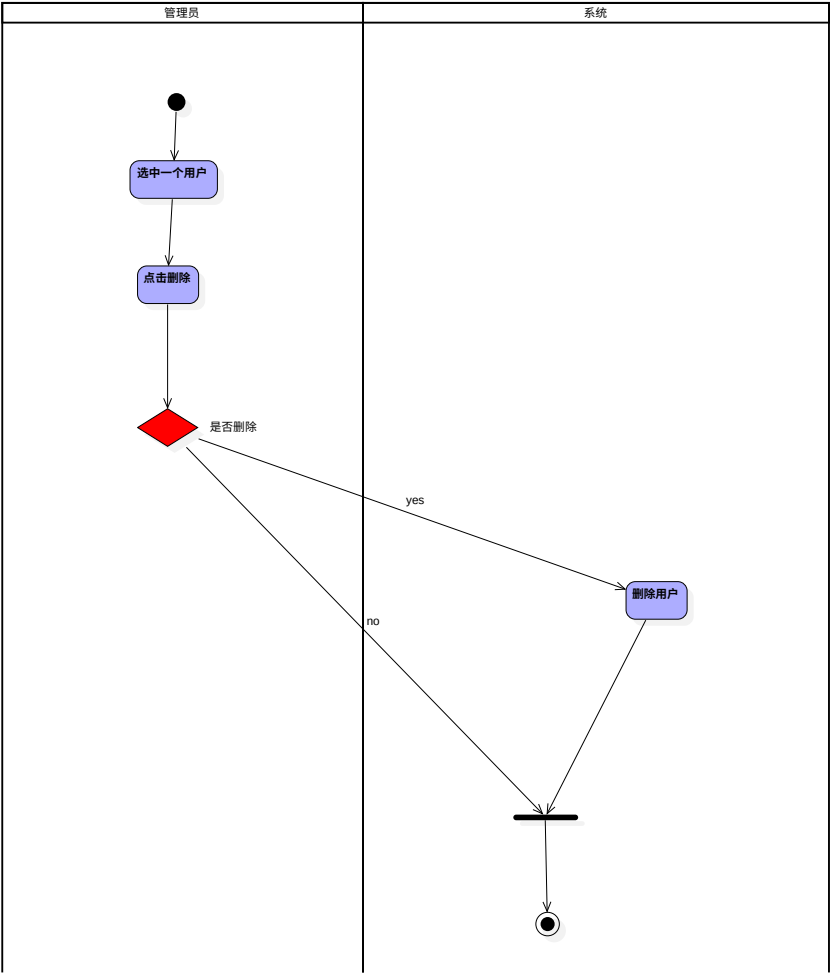 管理员
系统
选中一个用户
点击删除
是否删除
yes
删除用户
no